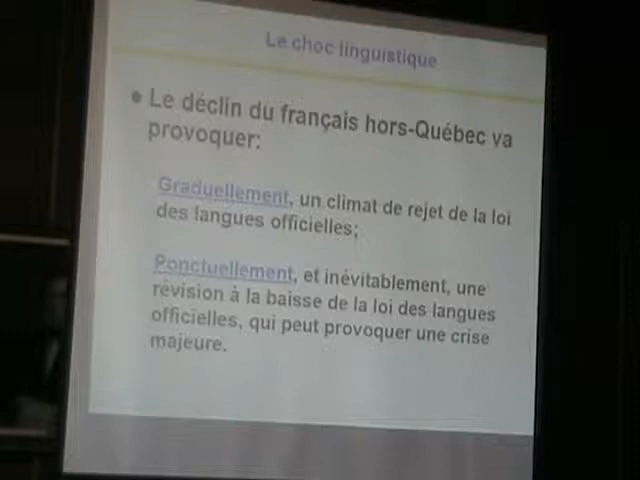 Le choc linguistique
• Le déclin du français hors-Québec va
provoquer:
Graduellement, un climat de rejet de la loi
des langues officielles;
Ponctuellement, et inévitablement, une
révision à la baisse de la loi des langues
officielles, qui peut provoquer une crise
majeure.